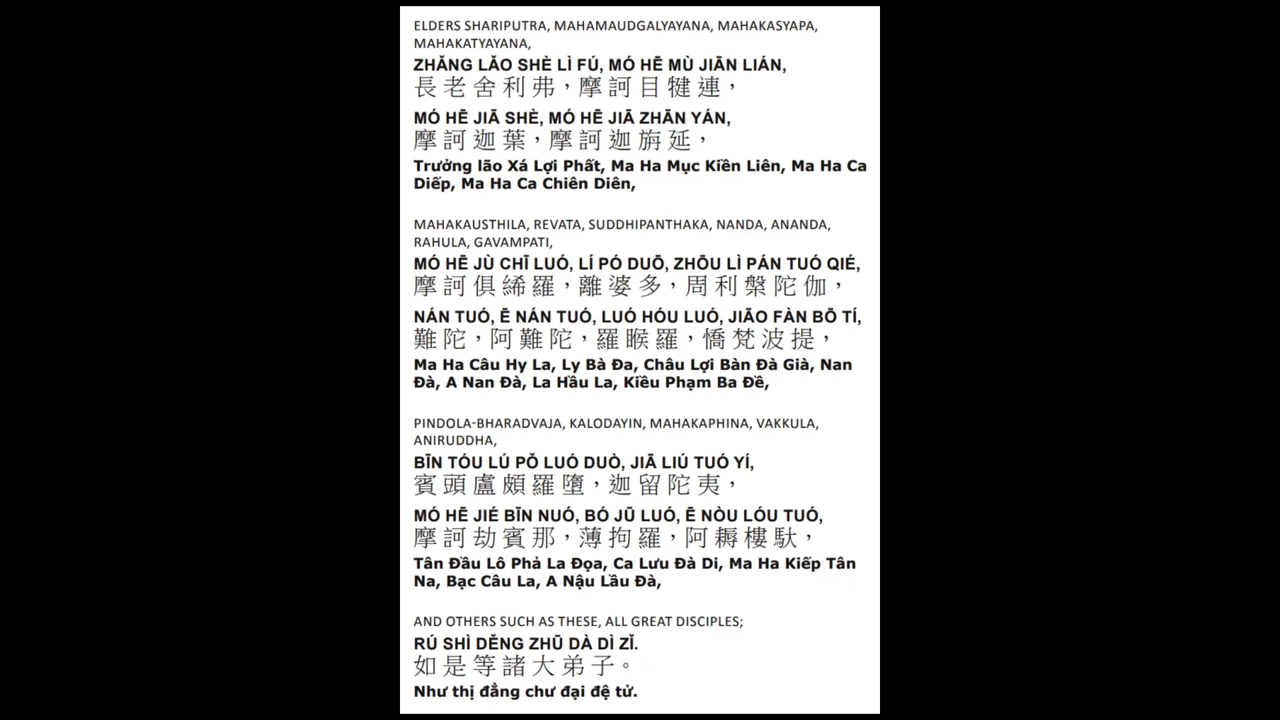 ELDERS SHARIPUTRA, MAHAMAUDGALYAYANA, MAHAKASYAPA,
MAHAKATYAYANA,
ZHǍNG LǍO SHÈ LÌ FÚ, MÓ HĒ MÙ JIĀN LIÁN,
長老舍利弗，摩訶目犍連，
MÓ HĒ JIĀ SHÈ, MÓ HĒ JIĀ ZHĀN YÁN,
摩訶迦葉，摩訶迦旃延，
Trưởng lão Xá Lợi Phất, Ma Ha Mục Kiền Liên, Ma Ha Ca
Diếp, Ma Ha Ca Chiên Diên,
MAHAKAUSTHILA, REVATA, SUDDHIPANTHAKA, NANDA, ANANDA,
RAHULA, GAVAMPATI,
MÓ HĒ JÙ CHĪ LUÓ, LÍ PÓ DUŌ, ZHŌU LÌ PÁN TUÓ QIÉ,
摩訶俱絺羅，離婆多，周利槃陀伽，
NÁN TUÓ, Ē NÁN TUÓ, LUÓ HÓU LUÓ, JIĀO FÀN BŌ TÍ,
難陀，阿難陀，羅睺羅，憍梵波提，
Ma Ha Câu Hy La, Ly Bà Đa, Châu Lợi Bàn Đà Già, Nan
Đà, A Nan Đà, La Hầu La, Kiều Phạm Ba Đề,
PINDOLA-BHARADVAJA, KALODAYIN, MAHAKAPHINA, VAKKULA,
ANIRUDDHA,
BĪN TÓU LÚ PǑ LUÓ DUÒ, JIĀ LIÚ TUÓ YÍ,
賓頭盧頗羅墮，迦留陀夷，
MÓ HĒ JIÉ BĪN NUÓ, BÓ JŪ LUÓ, Ē NÒU LÓU TUÓ,
摩訶劫賓那，薄拘羅，阿耨樓馱，
Tân Đầu Lô Phả La Đọa, Ca Lưu Đà Di, Ma Ha Kiếp Tân
Na, Bạc Câu La, A Nậu Lầu Đà,
AND OTHERS SUCH AS THESE, ALL GREAT DISCIPLES;
RÚ SHÌ DĚNG ZHŪ DÀ DÌ ZǏ.
如是等諸大弟子。
Như thị đẳng chư đại đệ tử.